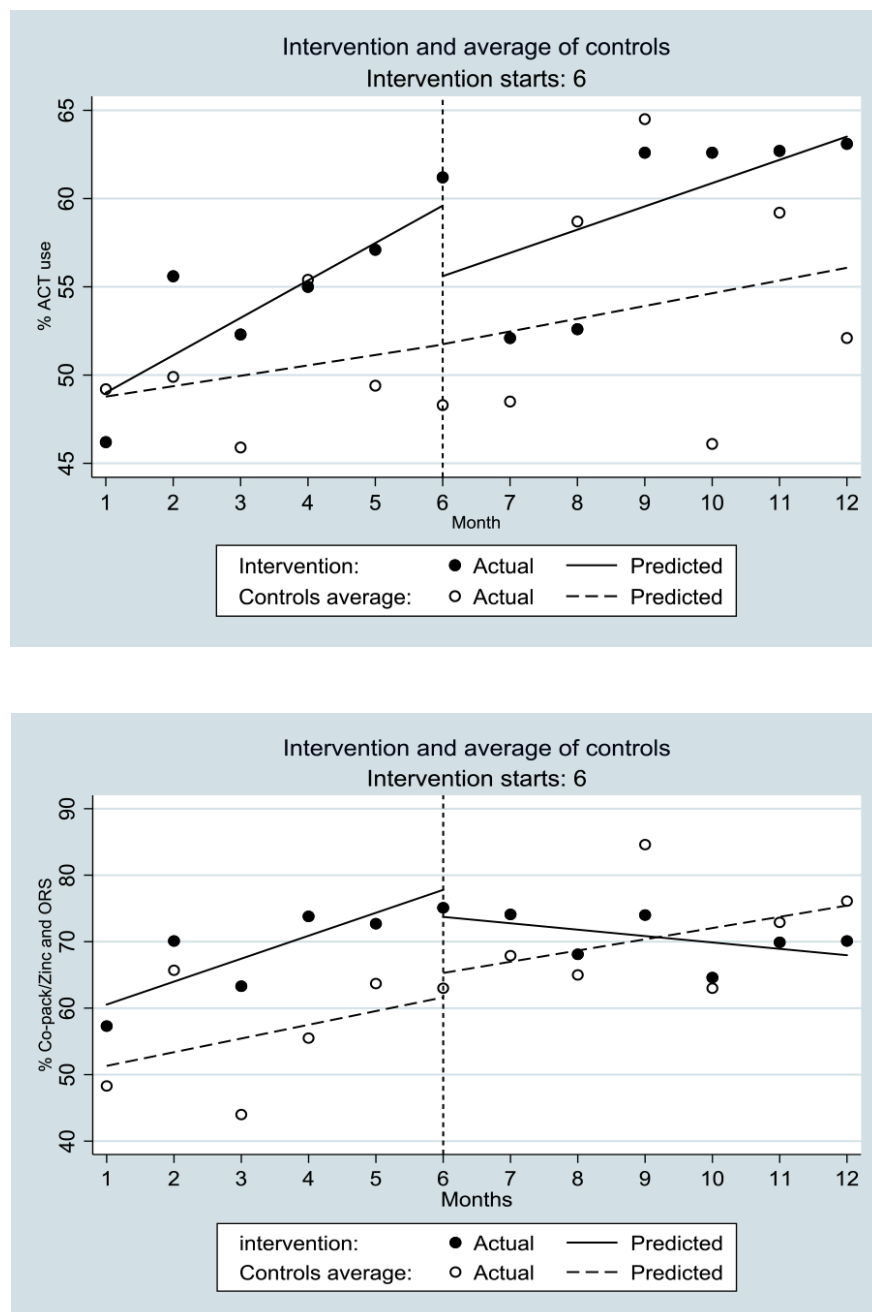 Intervention and average of controls
Intervention starts: 6
65
60
55
50
45
% ACT use
1 2 3 4 5 6 7 8 9 10 11 12
Month
Intervention: Actual Predicted
Controls average: Actual Predicted
Intervention and average of controls
Intervention starts: 6
90
80
70
60
50
40
% Co-pack/Zinc and ORS
1 2 3 4 5 6 7 8 9 10 11 12
Months
intervention: Actual Predicted
Controls average: Actual Predicted